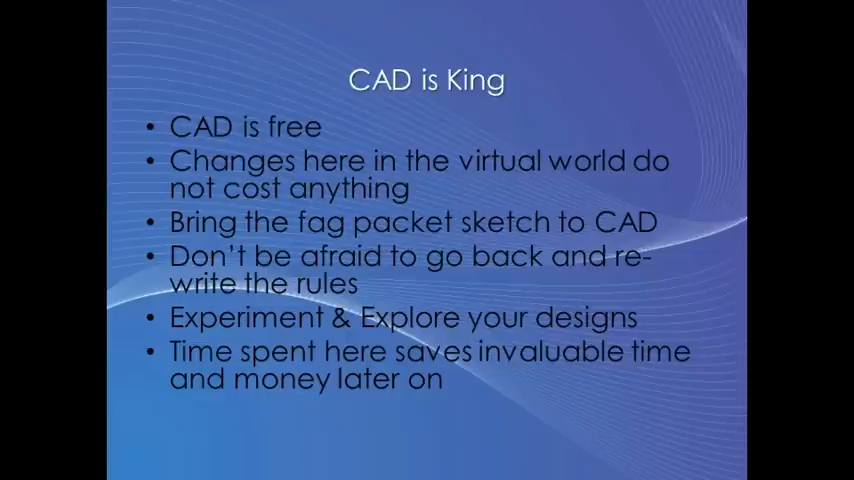 CAD is King
• CAD is free
• Changes here in the virtual world do
not cost anything
• Bring the fag packet sketch to CAD
• Don't be afraid to go back and re-
write the rules
• Experiment & Explore your designs
• Time spent here saves invaluable time
and money later on